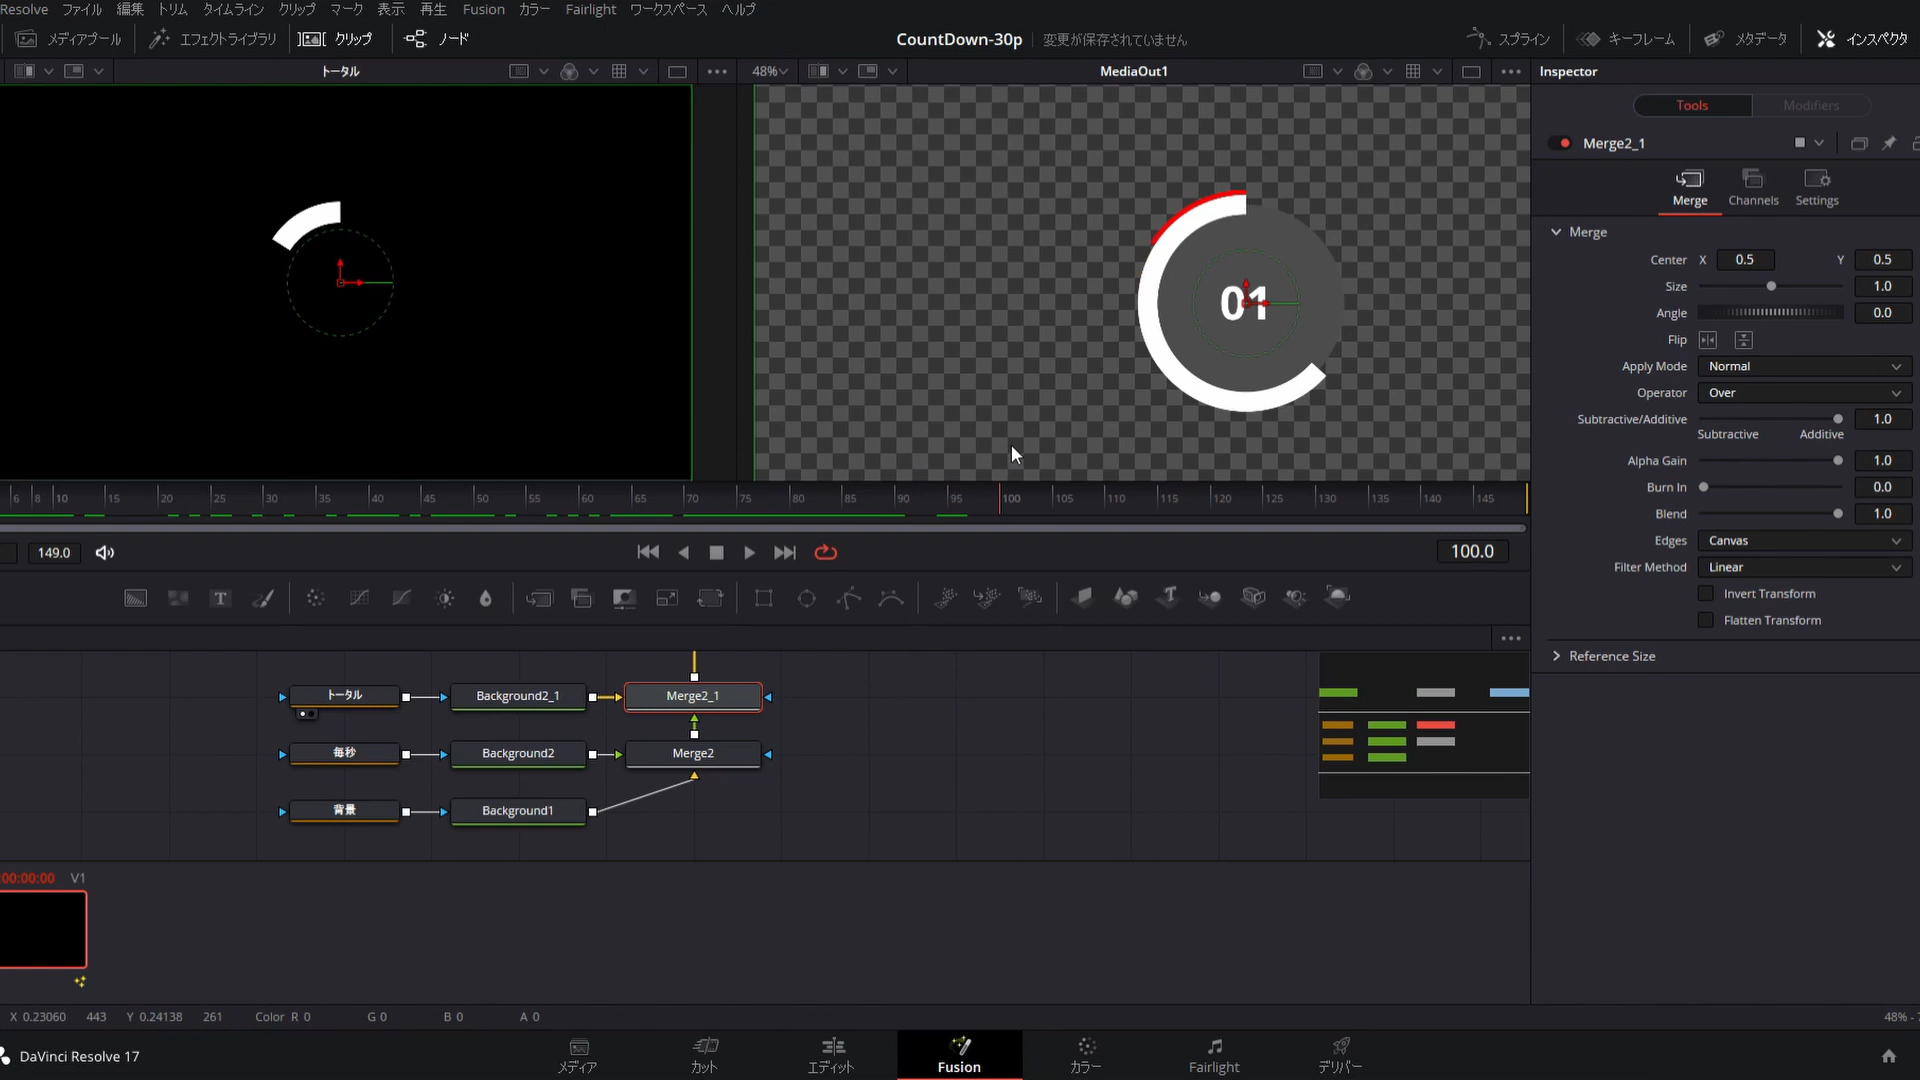 Resolve ファイル 編集 トリム タイムライン クリップ マーク 表示 再生 Fusion カラー Fairlight ワークスペース ヘルプ
メディアプール エフェクトライブラリ クリップ ノード CountDown-30p 変更が保存されていません スプライン キーフレーム メタデータ インスペクタ
トータル 48% MediaOut1 Inspector
Tools Modifiers
Merge2_1
Merge Channels Settings
Merge
Center X 0.5 Y 0.5
Size 1.0
Angle 0.0
Flip
Apply Mode Normal
Operator Over
Subtractive/Additive 1.0
Subtractive Additive
Alpha Gain 1.0
Burn In 0.0
Blend 1.0
Edges Canvas
Filter Method Linear
Invert Transform
Flatten Transform
Reference Size
01
6 8 10 15 20 25 30 35 40 45 50 55 60 65 70 75 80 85 90 95 100 105 110 115 120 125 130 135 140 145
149.0 100.0
トータル Background2_1 Merge2_1
毎秒 Background2 Merge2
背景 Background1
00:00:00 V1
X 0.23060 443 Y 0.24138 261 Color R 0 G 0 B 0 A 0 48% -
DaVinci Resolve 17 メディア カット エディット Fusion カラー Fairlight デリバー